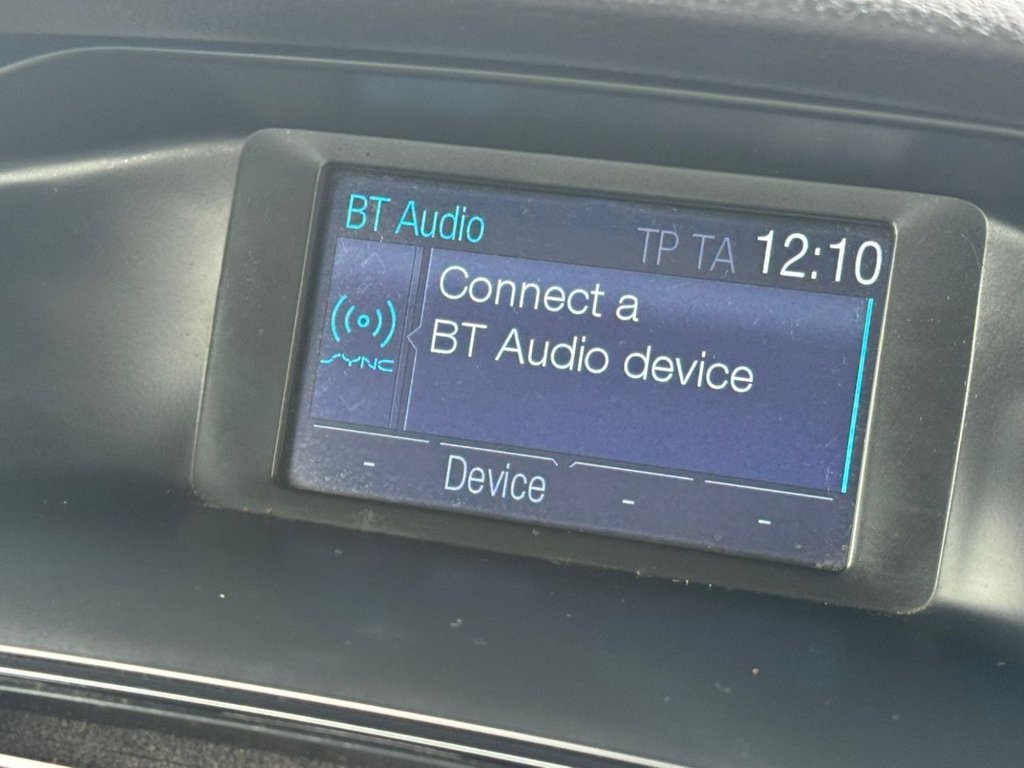 BT Audio
TP TA 12:10
Connect a
BT Audio device
SYNC
- Device - -